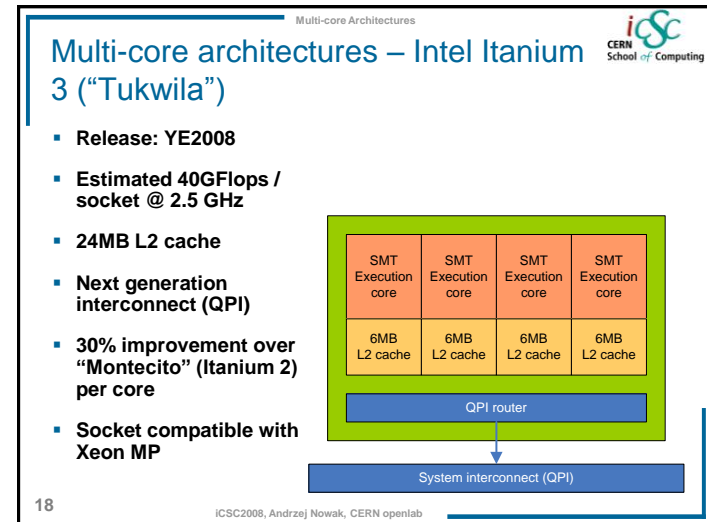 Multi-core Architectures
iCSC
CERN
School of Computing
Multi-core architectures – Intel Itanium
3 (“Tukwila”)
▪ Release: YE2008
▪ Estimated 40GFlops /
socket @ 2.5 GHz
▪ 24MB L2 cache
▪ Next generation
interconnect (QPI)
▪ 30% improvement over
“Montecito” (Itanium 2)
per core
▪ Socket compatible with
Xeon MP
SMT
Execution
core
SMT
Execution
core
SMT
Execution
core
SMT
Execution
core
6MB
L2 cache
6MB
L2 cache
6MB
L2 cache
6MB
L2 cache
QPI router
System interconnect (QPI)
18
iCSC2008, Andrzej Nowak, CERN openlab